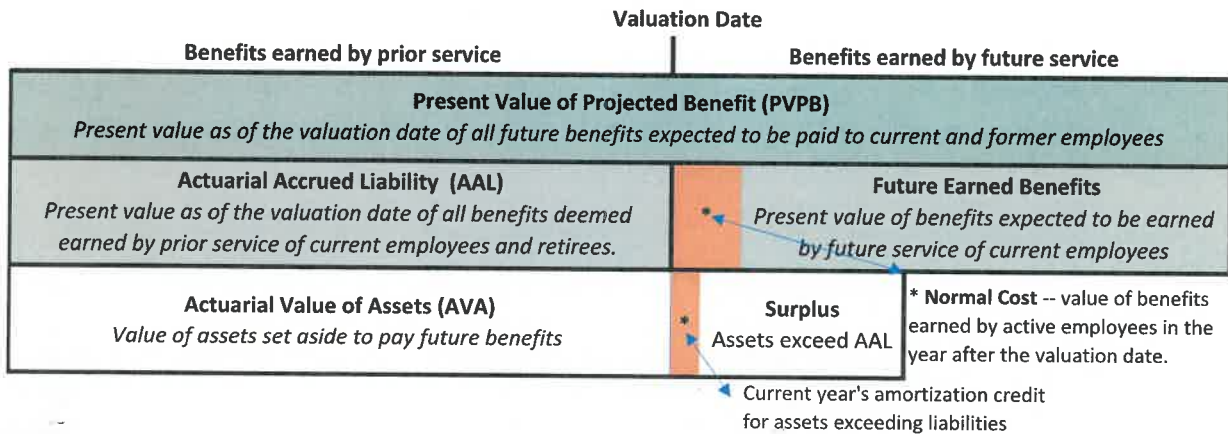 Valuation Date
Benefits earned by prior service
Benefits earned by future service
Present Value of Projected Benefit (PVPB)
Present value as of the valuation date of all future benefits expected to be paid to current and former employees
Actuarial Accrued Liability (AAL)
Present value as of the valuation date of all benefits deemed
earned by prior service of current employees and retirees.
*
Future Earned Benefits
Present value of benefits expected to be earned
by future service of current employees
Actuarial Value of Assets (AVA)
Value of assets set aside to pay future benefits
*
Surplus
Assets exceed AAL
* Normal Cost -- value of benefits
earned by active employees in the
year after the valuation date.
Current year's amortization credit
for assets exceeding liabilities